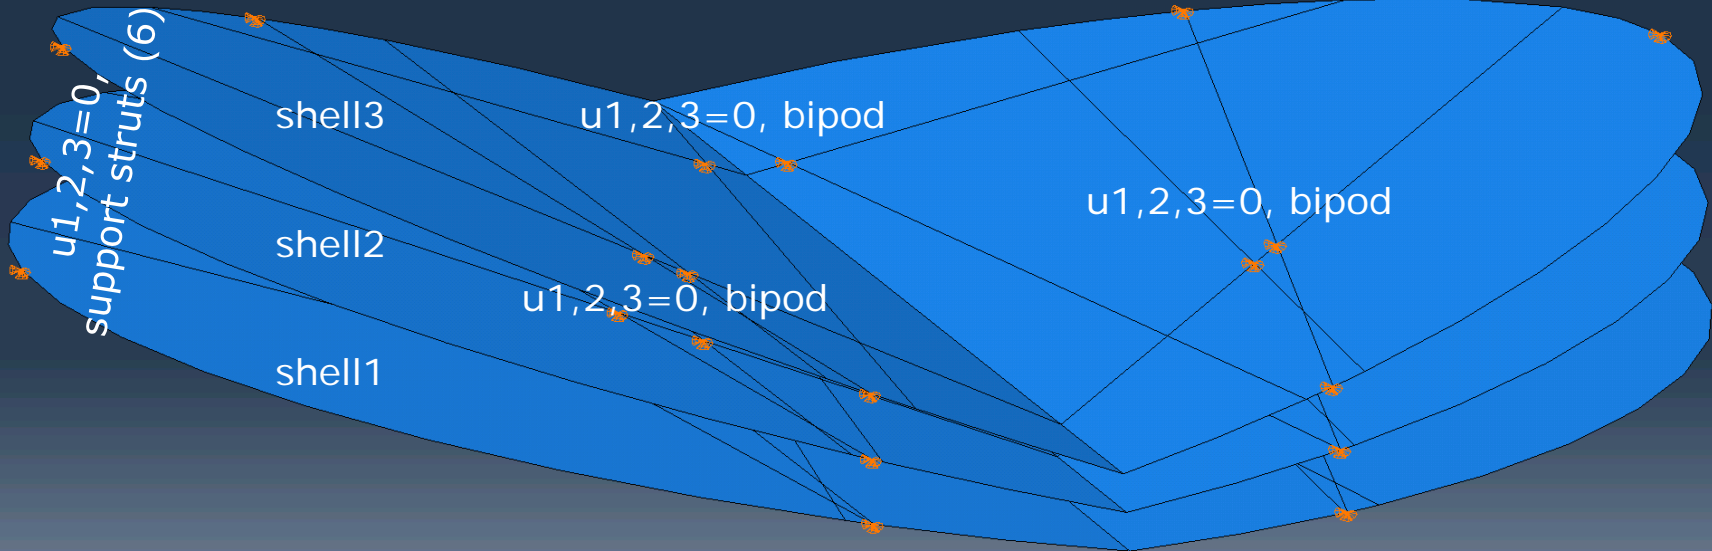 u1,2,3=0,
support struts (6)
shell3
u1,2,3=0, bipod
u1,2,3=0, bipod
shell2
u1,2,3=0, bipod
shell1